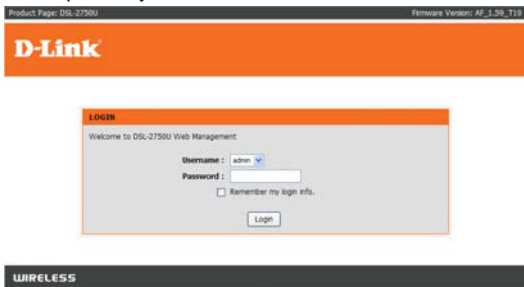 Product Page: DSL-2750U Firmware Version: AF_1.59_T10
D-Link
LOGIN
Welcome to DSL-2750U Web Management
Username : admin
Password :
Remember my login info.
Login
WIRELESS